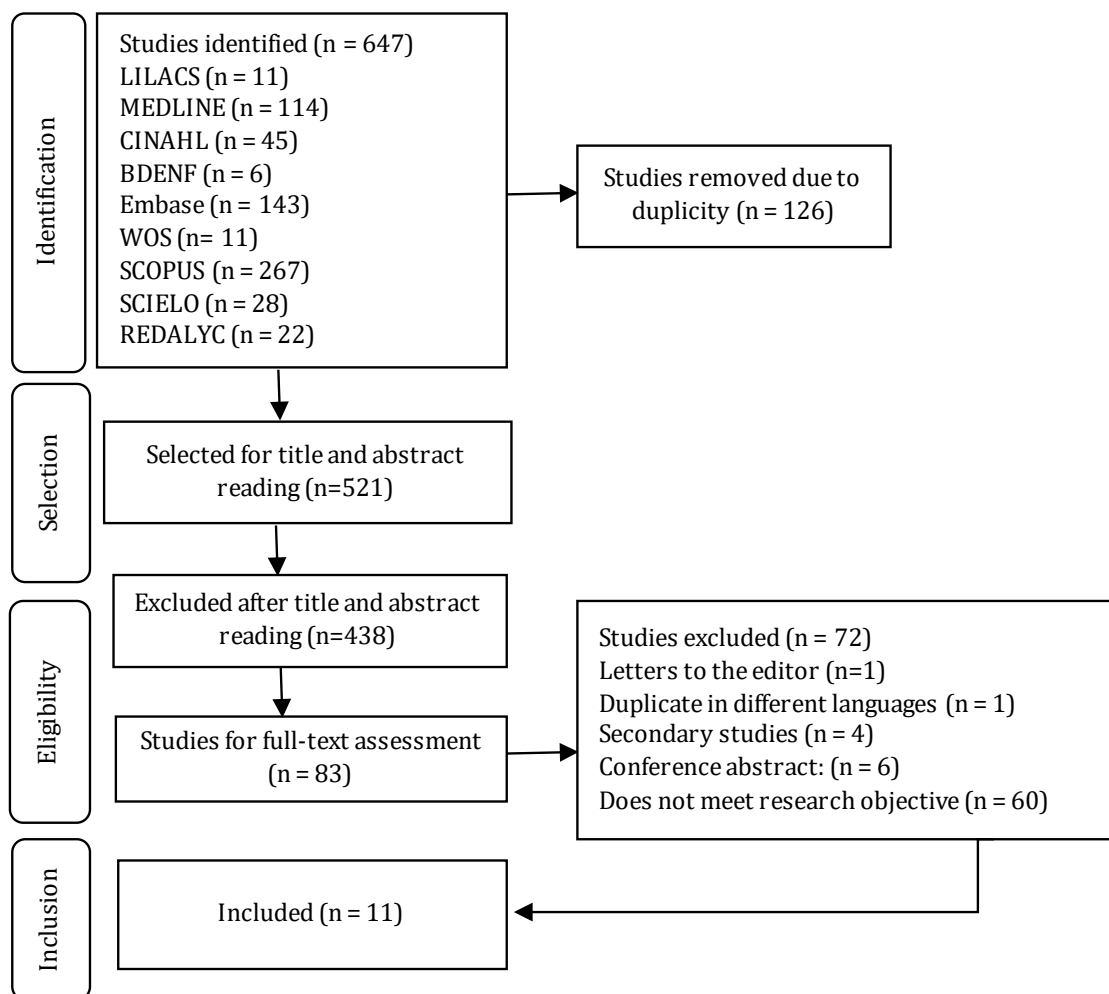 Identification
Studies identified (n = 647)
LILACS (n = 11)
MEDLINE (n = 114)
CINAHL (n = 45)
BDENF (n = 6)
Embase (n = 143)
WOS (n= 11)
SCOPUS (n = 267)
SCIELO (n = 28)
REDALYC (n = 22)
Studies removed due to
duplicity (n = 126)
Selection
Selected for title and abstract
reading (n=521)
Eligibility
Excluded after title and abstract
reading (n=438)
Studies for full-text assessment
(n = 83)
Studies excluded (n = 72)
Letters to the editor (n=1)
Duplicate in different languages (n = 1)
Secondary studies (n = 4)
Conference abstract: (n = 6)
Does not meet research objective (n = 60)
Inclusion
Included (n = 11)